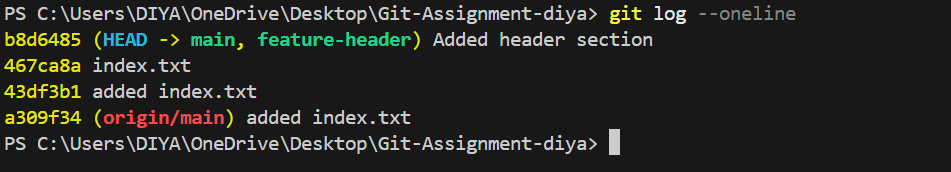 PS C:\Users\DIYA\OneDrive\Desktop\Git-Assignment-diya> git log --oneline
b8d6485 (HEAD -> main, feature-header) Added header section
467ca8a index.txt
43df3b1 added index.txt
a309f34 (origin/main) added index.txt
PS C:\Users\DIYA\OneDrive\Desktop\Git-Assignment-diya>